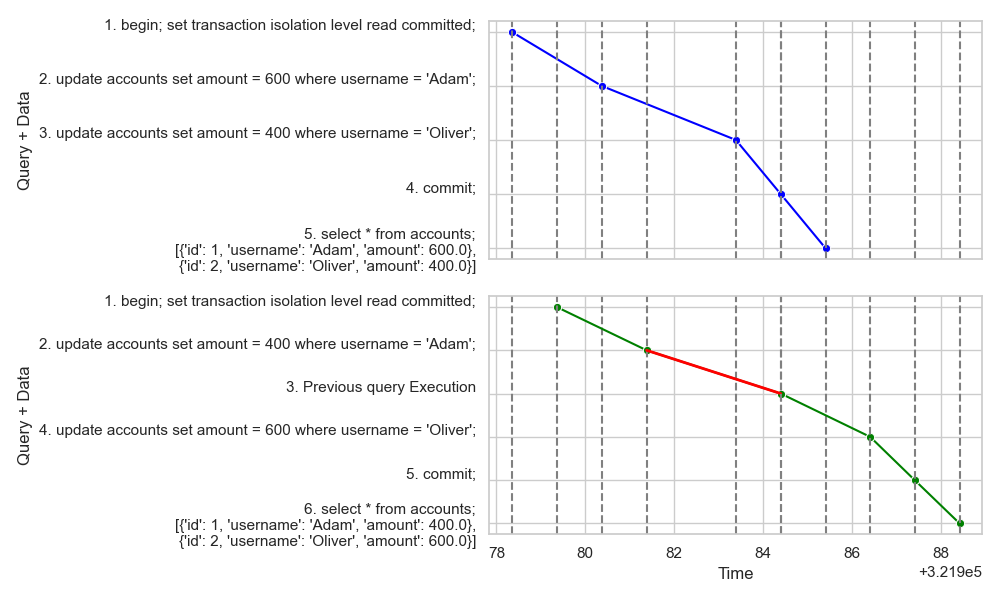 1. begin; set transaction isolation level read committed;
2. update accounts set amount = 600 where username = 'Adam';
3. update accounts set amount = 400 where username = 'Oliver';
4. commit;
5. select * from accounts;
[{'id': 1, 'username': 'Adam', 'amount': 600.0},
{'id': 2, 'username': 'Oliver', 'amount': 400.0}]
Query + Data
1. begin; set transaction isolation level read committed;
2. update accounts set amount = 400 where username = 'Adam';
3. Previous query Execution
4. update accounts set amount = 600 where username = 'Oliver';
5. commit;
6. select * from accounts;
[{'id': 1, 'username': 'Adam', 'amount': 400.0},
{'id': 2, 'username': 'Oliver', 'amount': 600.0}]
Query + Data
78 80 82 84 86 88
Time
+3.219e5